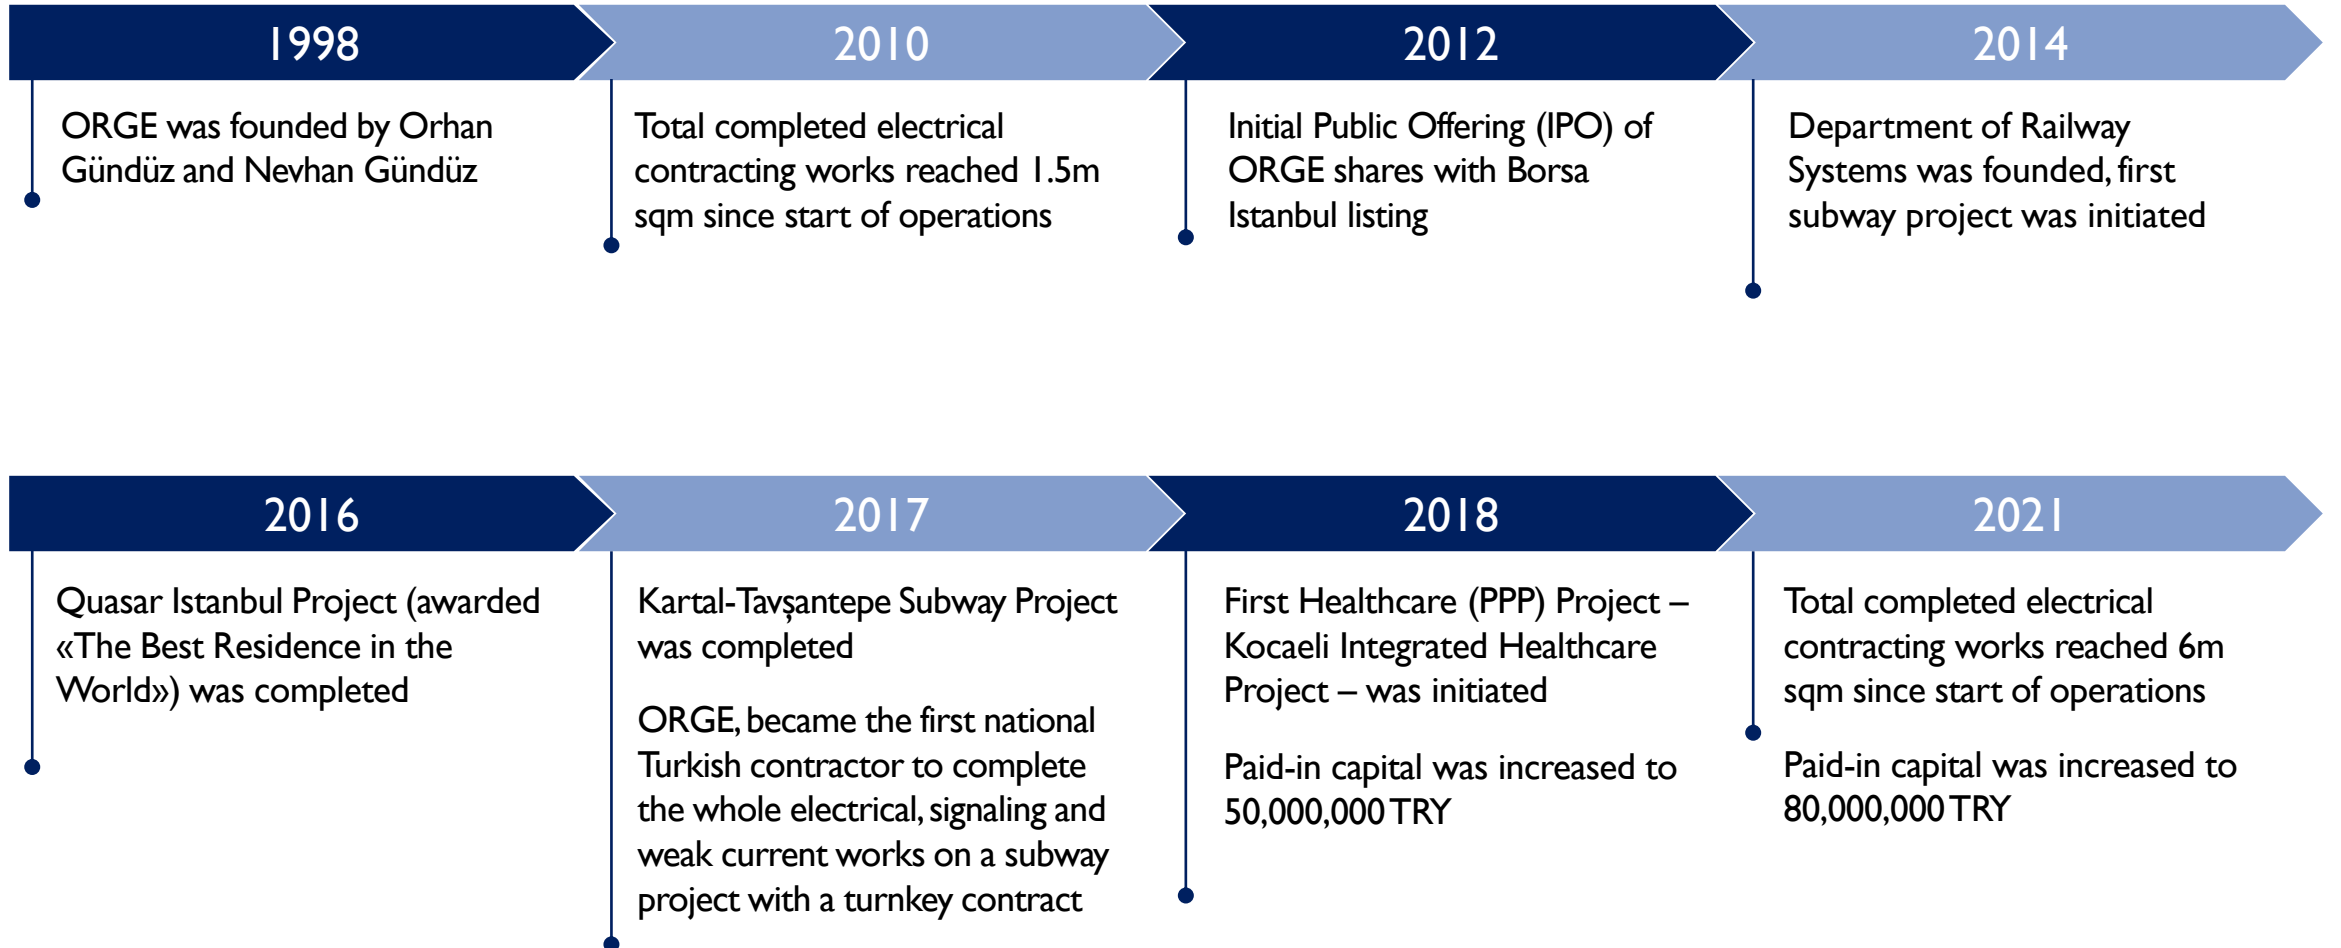 1998
ORGE was founded by Orhan
Gündüz and Nevhan Gündüz
2010
Total completed electrical
contracting works reached 1.5m
sqm since start of operations
2012
Initial Public Offering (IPO) of
ORGE shares with Borsa
Istanbul listing
2014
Department of Railway
Systems was founded, first
subway project was initiated
2016
Quasar Istanbul Project (awarded
«The Best Residence in the
World») was completed
2017
Kartal-Tavşantepe Subway Project
was completed
ORGE, became the first national
Turkish contractor to complete
the whole electrical, signaling and
weak current works on a subway
project with a turnkey contract
2018
First Healthcare (PPP) Project –
Kocaeli Integrated Healthcare
Project – was initiated
Paid-in capital was increased to
50,000,000 TRY
2021
Total completed electrical
contracting works reached 6m
sqm since start of operations
Paid-in capital was increased to
80,000,000 TRY